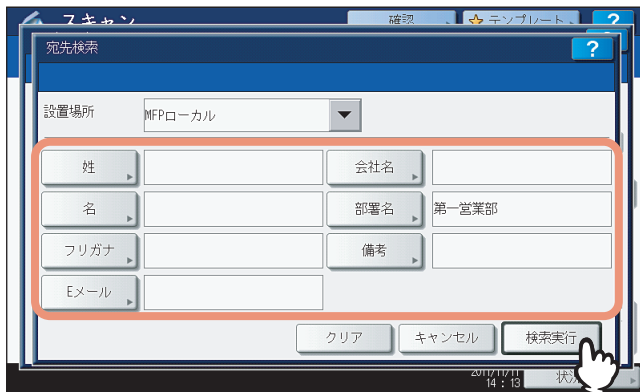 スキャン 確認 テンプレート ?
宛先検索 ?
設置場所 MFPローカル
姓 会社名
名 部署名 第一営業部
フリガナ 備考
Eメール
クリア キャンセル 検索実行
2011/11/11
14:13 状況